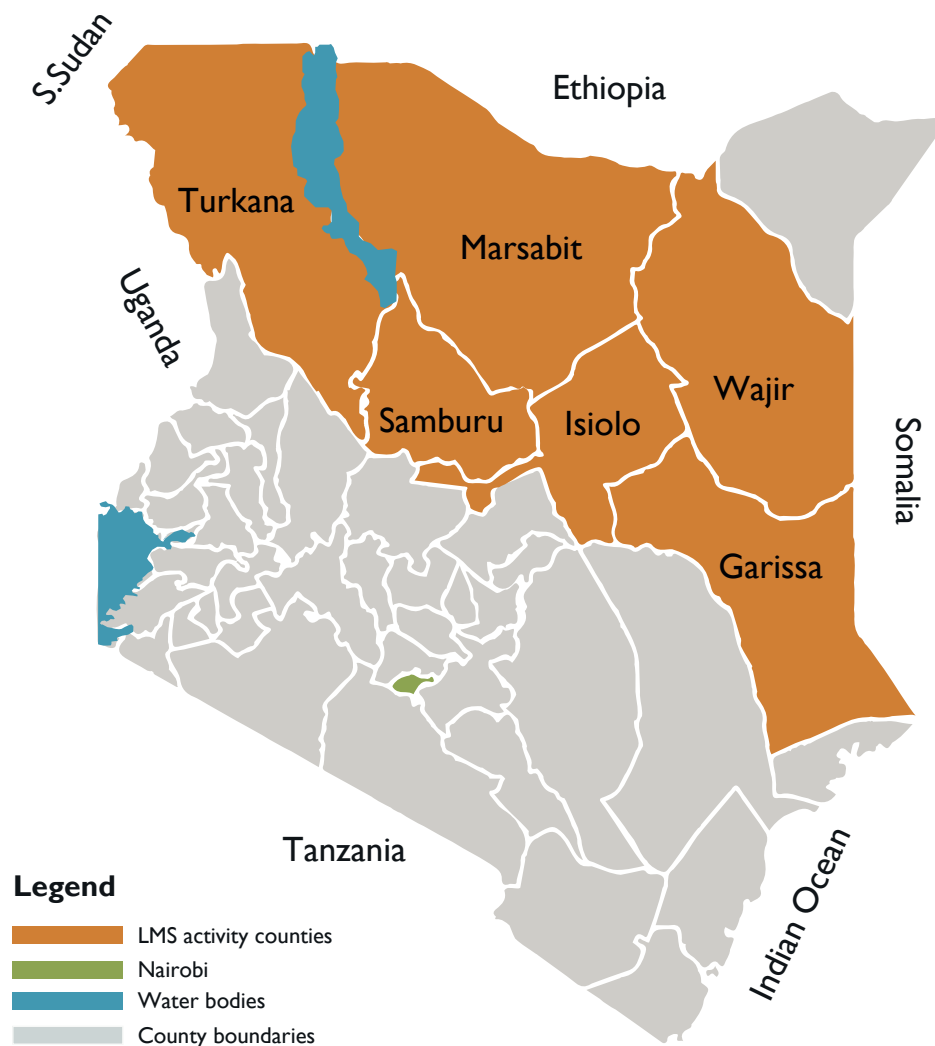 S.Sudan
Ethiopia
Turkana
Marsabit
Uganda
Wajir
Samburu
Isiolo
Somalia
Garissa
Tanzania
Indian Ocean
Legend
LMS activity counties
Nairobi
Water bodies
County boundaries